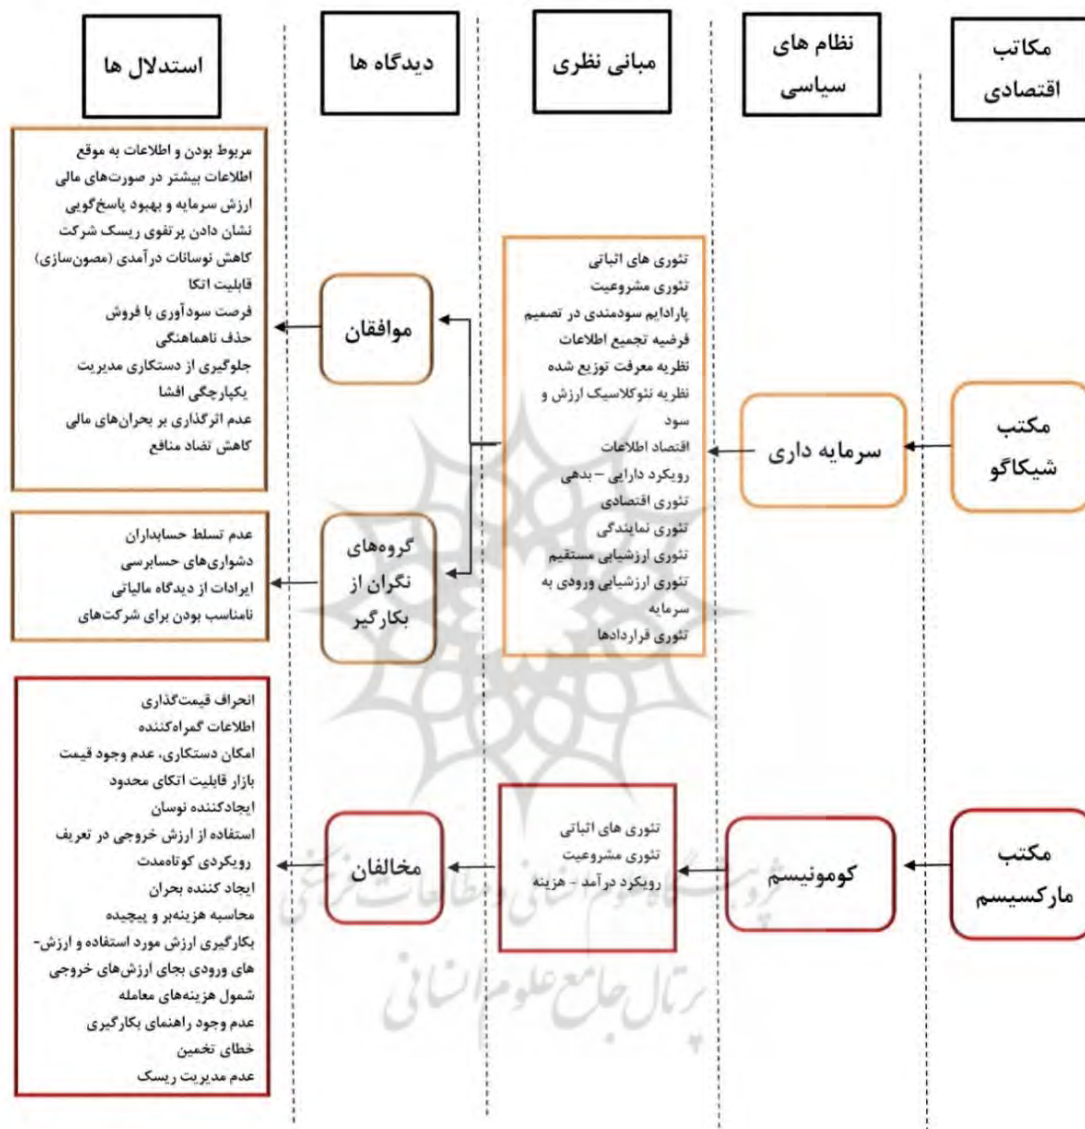 مکاتب
اقتصادی
نظام های
سیاسی
مبانی نظری
دیدگاه ها
استدلال ها
مکتب
شیکاگو
سرمایه داری
تئوری های اثباتی
تئوری مشروعیت
پارادایم سودمندی در تصمیم
فرضیه تجمیع اطلاعات
نظریه معرفت توزیع شده
نظریه نئوکلاسیک ارزش و
سود
اقتصاد اطلاعات
رویکرد دارایی – بدهی
تئوری اقتصادی
تئوری نمایندگی
تئوری ارزشیابی مستقیم
تئوری ارزشیابی ورودی به
سرمایه
تئوری قراردادها
موافقان
مربوط بودن و اطلاعات به موقع
اطلاعات بیشتر در صورت‌های مالی
ارزش سرمایه و بهبود پاسخ‌گویی
نشان دادن پرتفوی ریسک شرکت
کاهش نوسانات درآمدی (مصون‌سازی)
قابلیت اتکا
فرصت سودآوری با فروش
حذف ناهماهنگی
جلوگیری از دستکاری مدیریت
یکپارچگی افشا
عدم اثرگذاری بر بحران‌های مالی
کاهش تضاد منافع
گروه‌های
نگران از
بکارگیر
عدم تسلط حسابداران
دشواری‌های حسابرسی
ایرادات از دیدگاه مالیاتی
نامناسب بودن برای شرکت‌های
مکتب
مارکسیسم
کومونیسم
تئوری های اثباتی
تئوری مشروعیت
رویکرد درآمد - هزینه
مخالفان
انحراف قیمت‌گذاری
اطلاعات گمراه‌کننده
امکان دستکاری، عدم وجود قیمت
بازار قابلیت اتکای محدود
ایجادکننده نوسان
استفاده از ارزش خروجی در تعریف
رویکردی کوتاه‌مدت
ایجاد کننده بحران
محاسبه هزینه‌بر و پیچیده
بکارگیری ارزش مورد استفاده و ارزش-
های ورودی بجای ارزش‌های خروجی
شمول هزینه‌های معامله
عدم وجود راهنمای بکارگیری
خطای تخمین
عدم مدیریت ریسک
پژوهشگاه علوم انسانی و مطالعات فرهنگی
پرتال جامع علوم انسانی